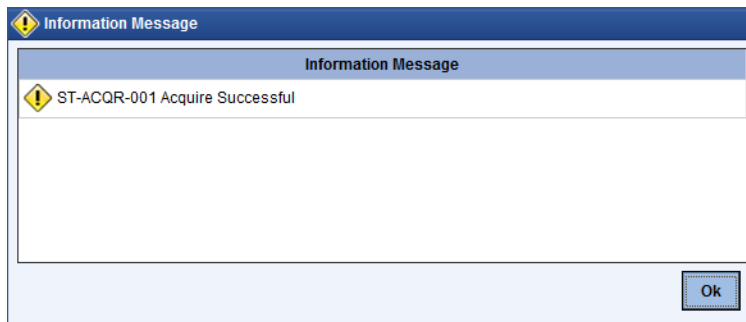 Information Message
Information Message
ST-ACQR-001 Acquire Successful
Ok